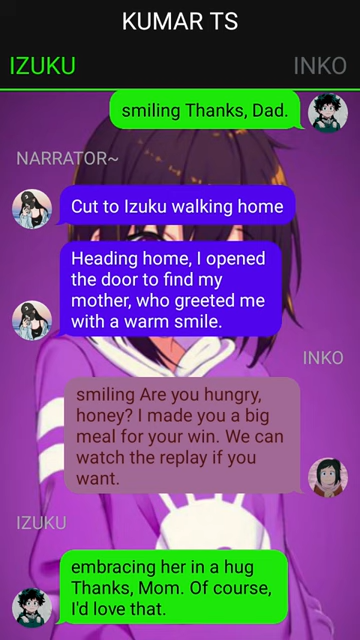 KUMAR TS
IZUKU INKO
smiling Thanks, Dad.
NARRATOR~
Cut to Izuku walking home
Heading home, I opened
the door to find my
mother, who greeted me
with a warm smile.
INKO
smiling Are you hungry,
honey? I made you a big
meal for your win. We can
watch the replay if you
want.
IZUKU
embracing her in a hug
Thanks, Mom. Of course,
I'd love that.